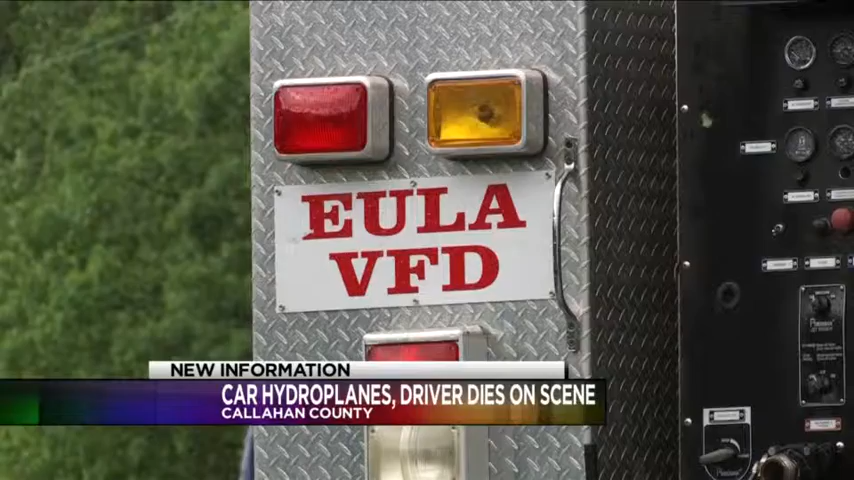 EULA
VFD
NEW INFORMATION
CAR HYDROPLANES, DRIVER DIES ON SCENE
CALLAHAN COUNTY